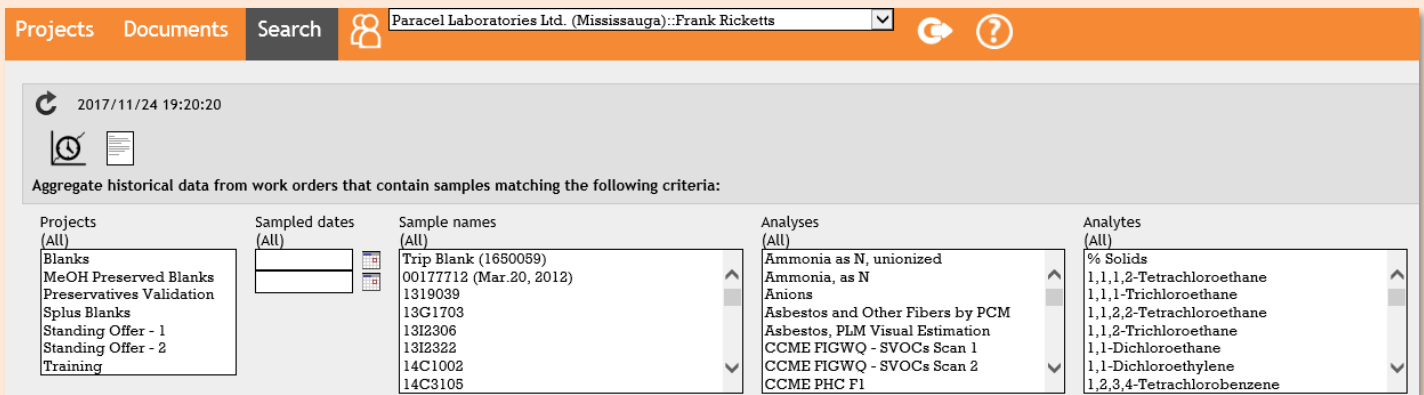 Projects Documents Search Paracel Laboratories Ltd. (Mississauga)::Frank Ricketts ?
2017/11/24 19:20:20
Aggregate historical data from work orders that contain samples matching the following criteria:
Projects
(All)
Blanks
MeOH Preserved Blanks
Preservatives Validation
Splus Blanks
Standing Offer - 1
Standing Offer - 2
Training
Sampled dates
(All)
Sample names
(All)
Trip Blank (1650059)
00177712 (Mar.20, 2012)
1319039
13G1703
13I2306
13I2322
14C1002
14C3105
Analyses
(All)
Ammonia as N, unionized
Ammonia, as N
Anions
Asbestos and Other Fibers by PCM
Asbestos, PLM Visual Estimation
CCME FIGWQ - SVOCs Scan 1
CCME FIGWQ - SVOCs Scan 2
CCME PHC F1
Analytes
(All)
% Solids
1,1,1,2-Tetrachloroethane
1,1,1-Trichloroethane
1,1,2,2-Tetrachloroethane
1,1,2-Trichloroethane
1,1-Dichloroethane
1,1-Dichloroethylene
1,2,3,4-Tetrachlorobenzene